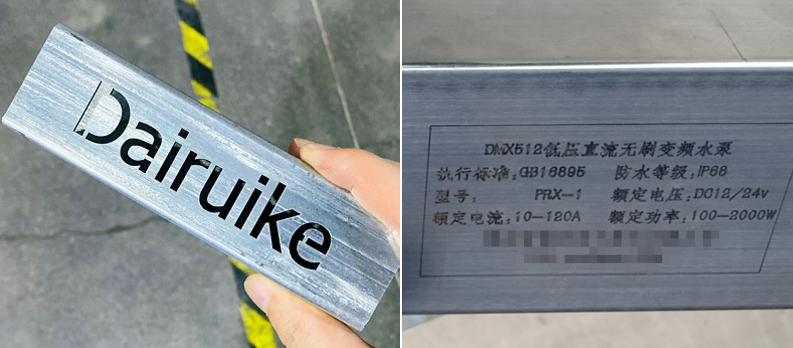 Dairuike
DMX512低压直流无刷变频水泵
执行标准:GB16895 防水等级:IP68
型号: PRX-1 额定电压:DC12/24v
额定电流:10-120A 额定功率:100-2000W